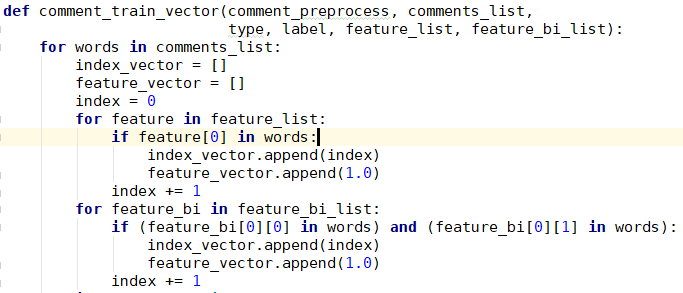 def comment_train_vector(comment_preprocess, comments_list,
                         type, label, feature_list, feature_bi_list):
    for words in comments_list:
        index_vector = []
        feature_vector = []
        index = 0
        for feature in feature_list:
            if feature[0] in words:
                index_vector.append(index)
                feature_vector.append(1.0)
            index += 1
        for feature_bi in feature_bi_list:
            if (feature_bi[0][0] in words) and (feature_bi[0][1] in words):
                index_vector.append(index)
                feature_vector.append(1.0)
            index += 1